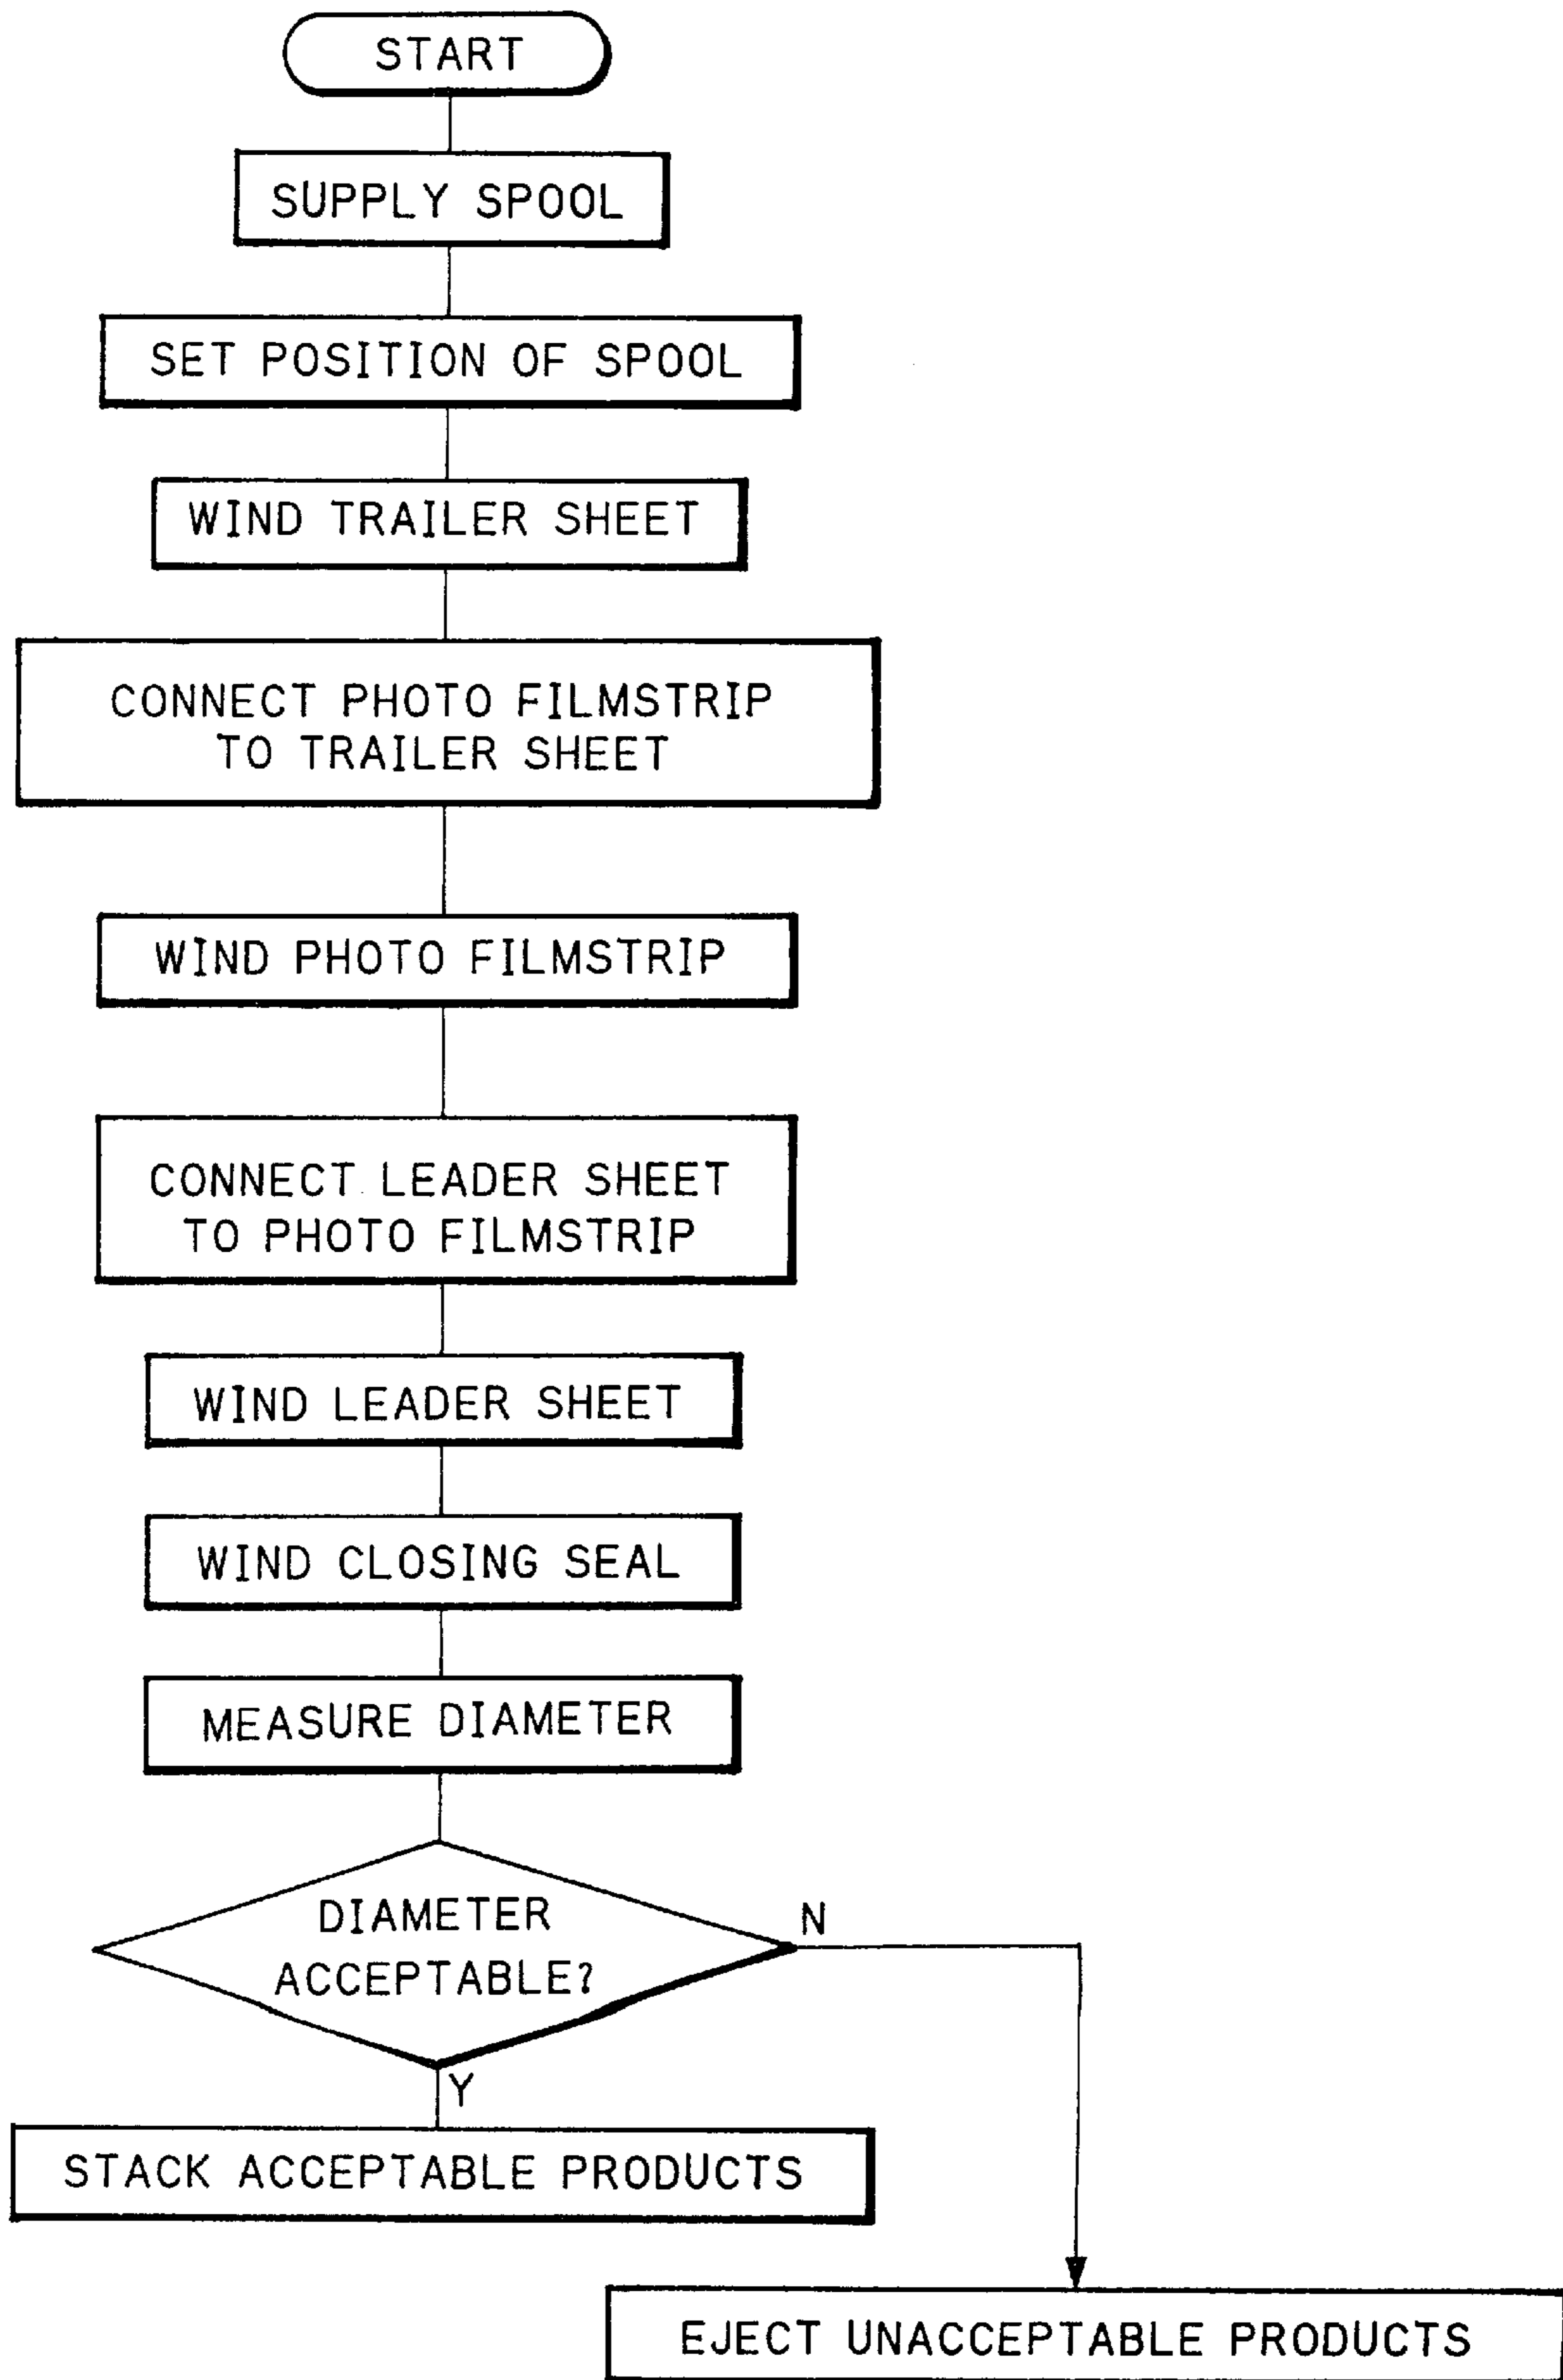 START
SUPPLY SPOOL
SET POSITION OF SPOOL
WIND TRAILER SHEET
CONNECT PHOTO FILMSTRIP
TO TRAILER SHEET
WIND PHOTO FILMSTRIP
CONNECT LEADER SHEET
TO PHOTO FILMSTRIP
WIND LEADER SHEET
WIND CLOSING SEAL
MEASURE DIAMETER
DIAMETER
ACCEPTABLE?
N
Y
STACK ACCEPTABLE PRODUCTS
EJECT UNACCEPTABLE PRODUCTS